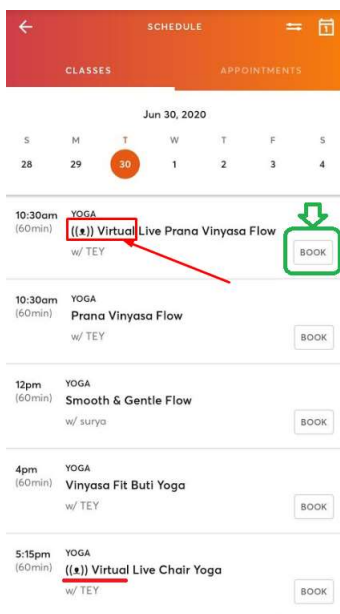 SCHEDULE
1
CLASSES APPOINTMENTS
Jun 30, 2020
S M T W T F S
28 29 30 1 2 3 4
10:30am YOGA
(60min) ((ᴥ)) Virtual Live Prana Vinyasa Flow
w/ TEY BOOK
10:30am YOGA
(60min) Prana Vinyasa Flow
w/ TEY BOOK
12pm YOGA
(60min) Smooth & Gentle Flow
w/ surya BOOK
4pm YOGA
(60min) Vinyasa Fit Buti Yoga
w/ TEY BOOK
5:15pm YOGA
(60min) ((ᴥ)) Virtual Live Chair Yoga
w/ TEY BOOK